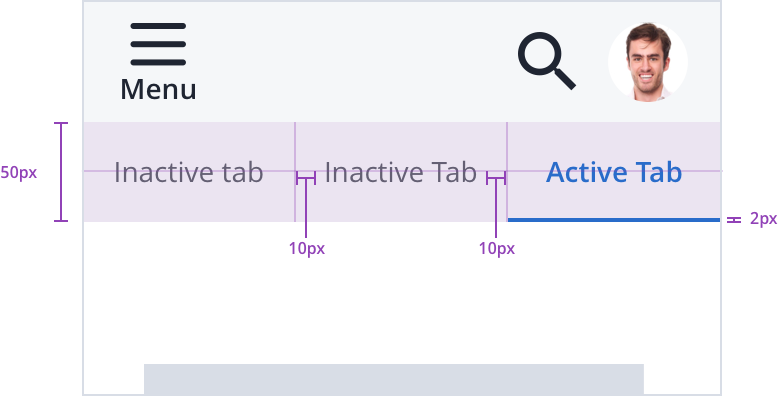 Menu
50px
Inactive tab
Inactive Tab
Active Tab
2px
10px
10px